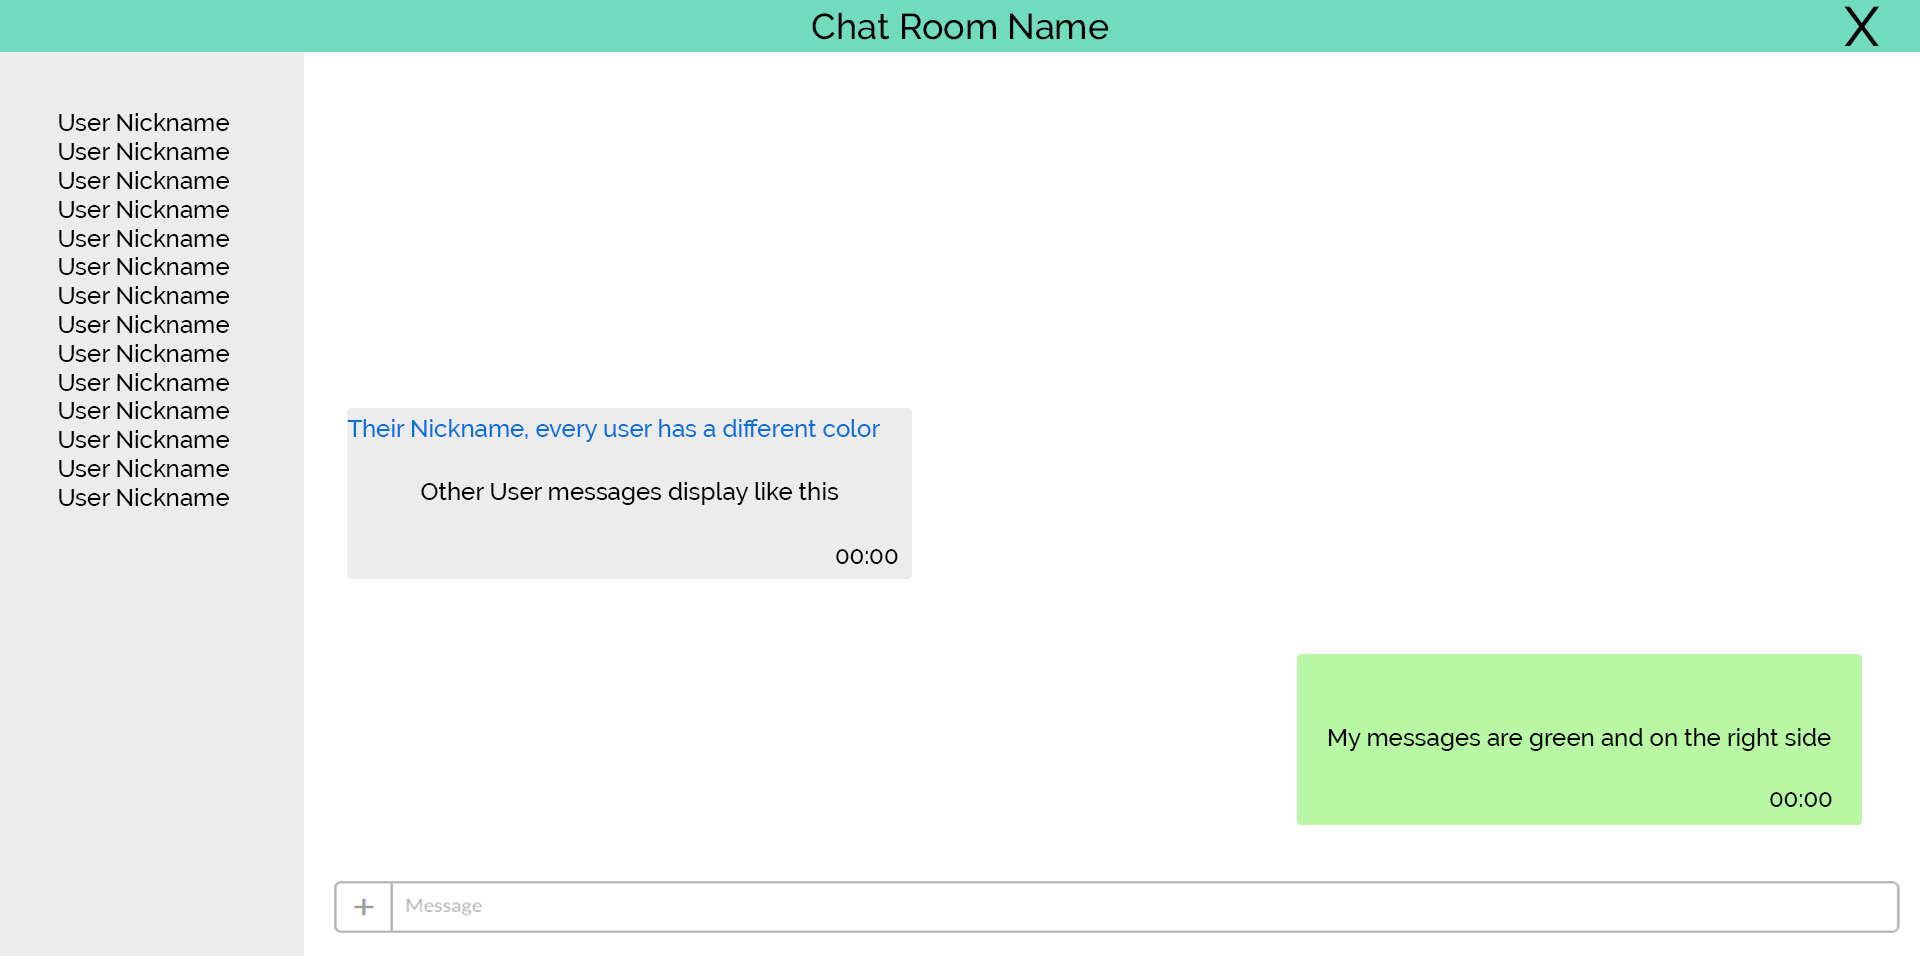 Chat Room Name
X
User Nickname
User Nickname
User Nickname
User Nickname
User Nickname
User Nickname
User Nickname
User Nickname
User Nickname
User Nickname
User Nickname
User Nickname
User Nickname
User Nickname
Their Nickname, every user has a different color
Other User messages display like this
00:00
My messages are green and on the right side
00:00
+
Message